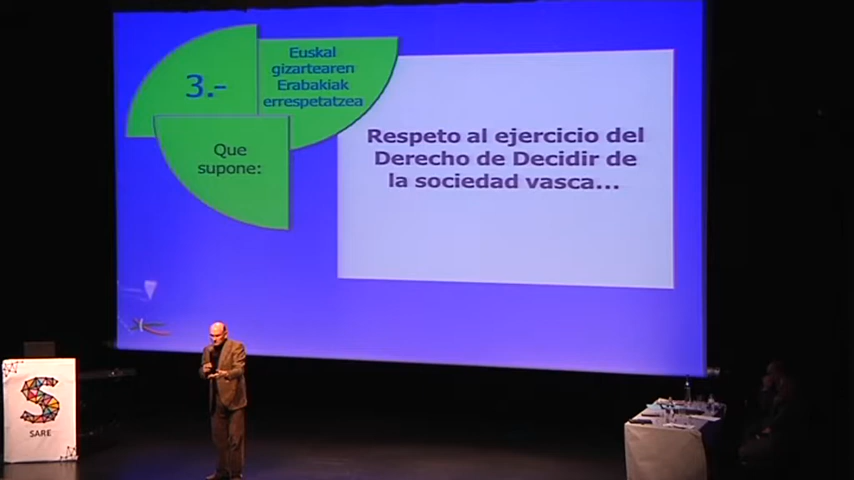 3.-
Euskal
gizartearen
Erabakiak
errespetatzea
Que
supone:
Respeto al ejercicio del
Derecho de Decidir de
la sociedad vasca...
S
SARE